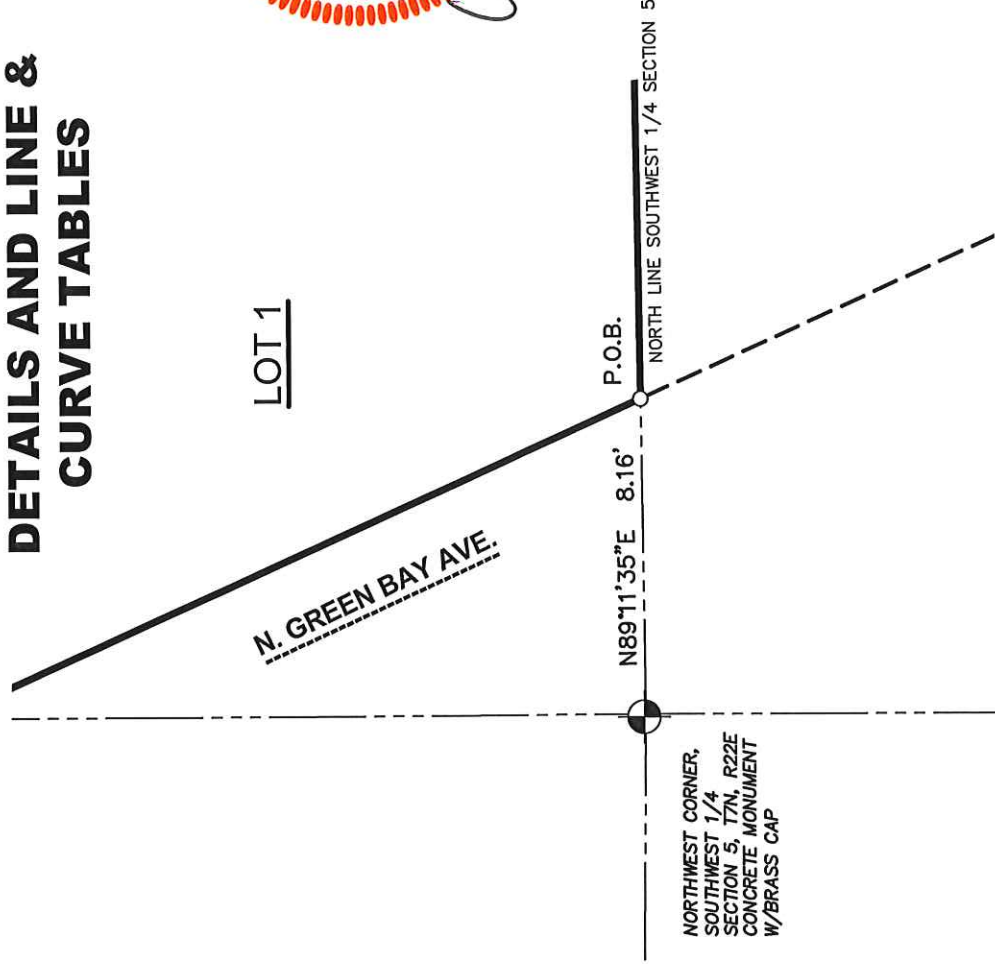 DETAILS AND LINE &
CURVE TABLES
LOT 1
N. GREEN BAY AVE.
P.O.B.
NORTH LINE SOUTHWEST 1/4 SECTION 5
N89°11'35"E 8.16'
NORTHWEST CORNER,
SOUTHWEST 1/4
SECTION 5, T7N, R22E
CONCRETE MONUMENT
W/BRASS CAP